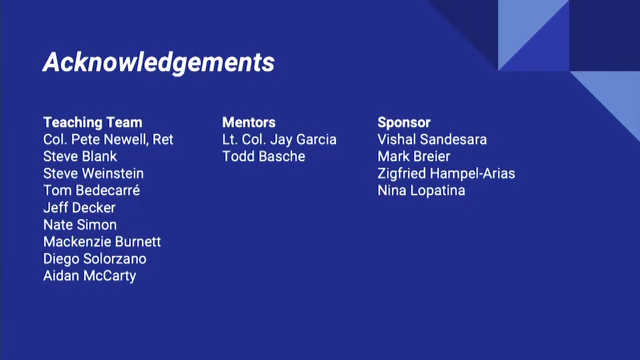 Acknowledgements
Teaching Team
Col. Pete Newell, Ret
Steve Blank
Steve Weinstein
Tom Bedecarré
Jeff Decker
Nate Simon
Mackenzie Burnett
Diego Solorzano
Aidan McCarty
Mentors
Lt. Col. Jay Garcia
Todd Basche
Sponsor
Vishal Sandesara
Mark Breier
Zigfried Hampel-Arias
Nina Lopatina